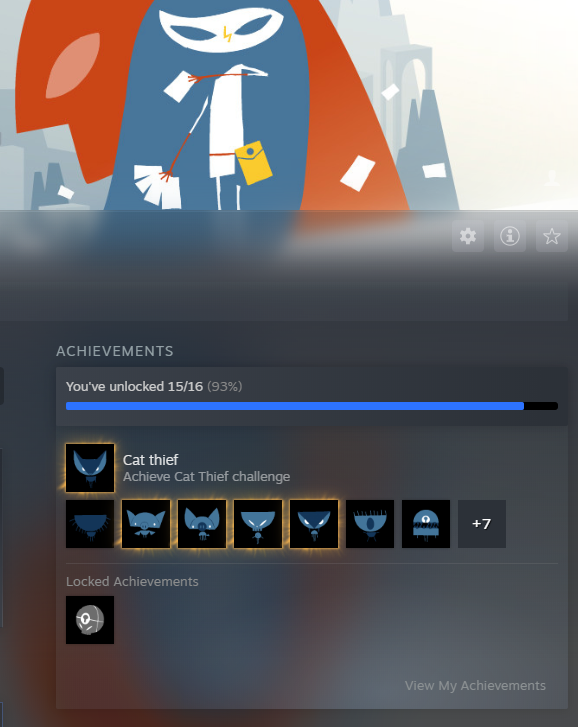 ACHIEVEMENTS
You've unlocked 15/16 (93%)
Cat thief
Achieve Cat Thief challenge
+7
Locked Achievements
View My Achievements